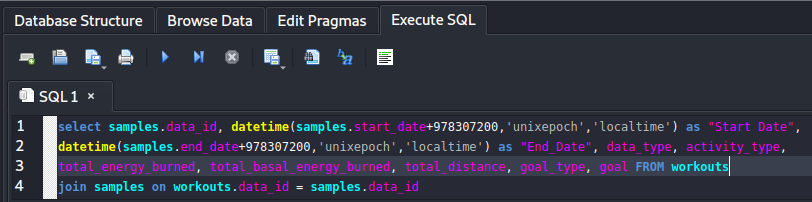 Database Structure Browse Data Edit Pragmas Execute SQL
SQL 1 ×
1 select samples.data_id, datetime(samples.start_date+978307200,'unixepoch','localtime') as "Start Date",
2 datetime(samples.end_date+978307200,'unixepoch','localtime') as "End_Date", data_type, activity_type,
3 total_energy_burned, total_basal_energy_burned, total_distance, goal_type, goal FROM workouts
4 join samples on workouts.data_id = samples.data_id